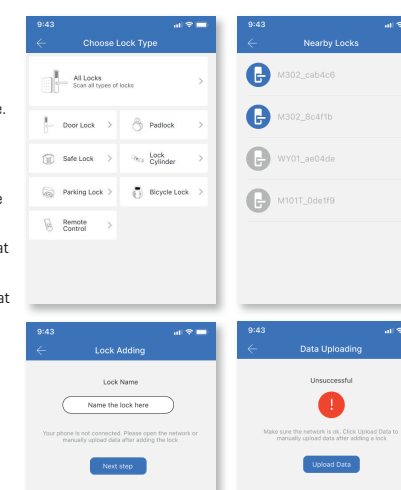 e.
e
at
at
9:43
Choose Lock Type
All Locks
Scan all types of locks
Door Lock
Padlock
Safe Lock
Lock
Cylinder
Parking Lock
Bicycle Lock
Remote
Control
9:43
Nearby Locks
M302_cab4c6
M302_8c4f1b
WY01_ae04de
M101T_0de1f9
9:43
Lock Adding
Lock Name
Name the lock here
Your phone is not connected. Please open the network or
manually upload data after adding the lock
Next step
9:43
Data Uploading
Unsuccessful
!
Make sure the network is ok. Click Upload Data to
manually upload data after adding a lock
Upload Data